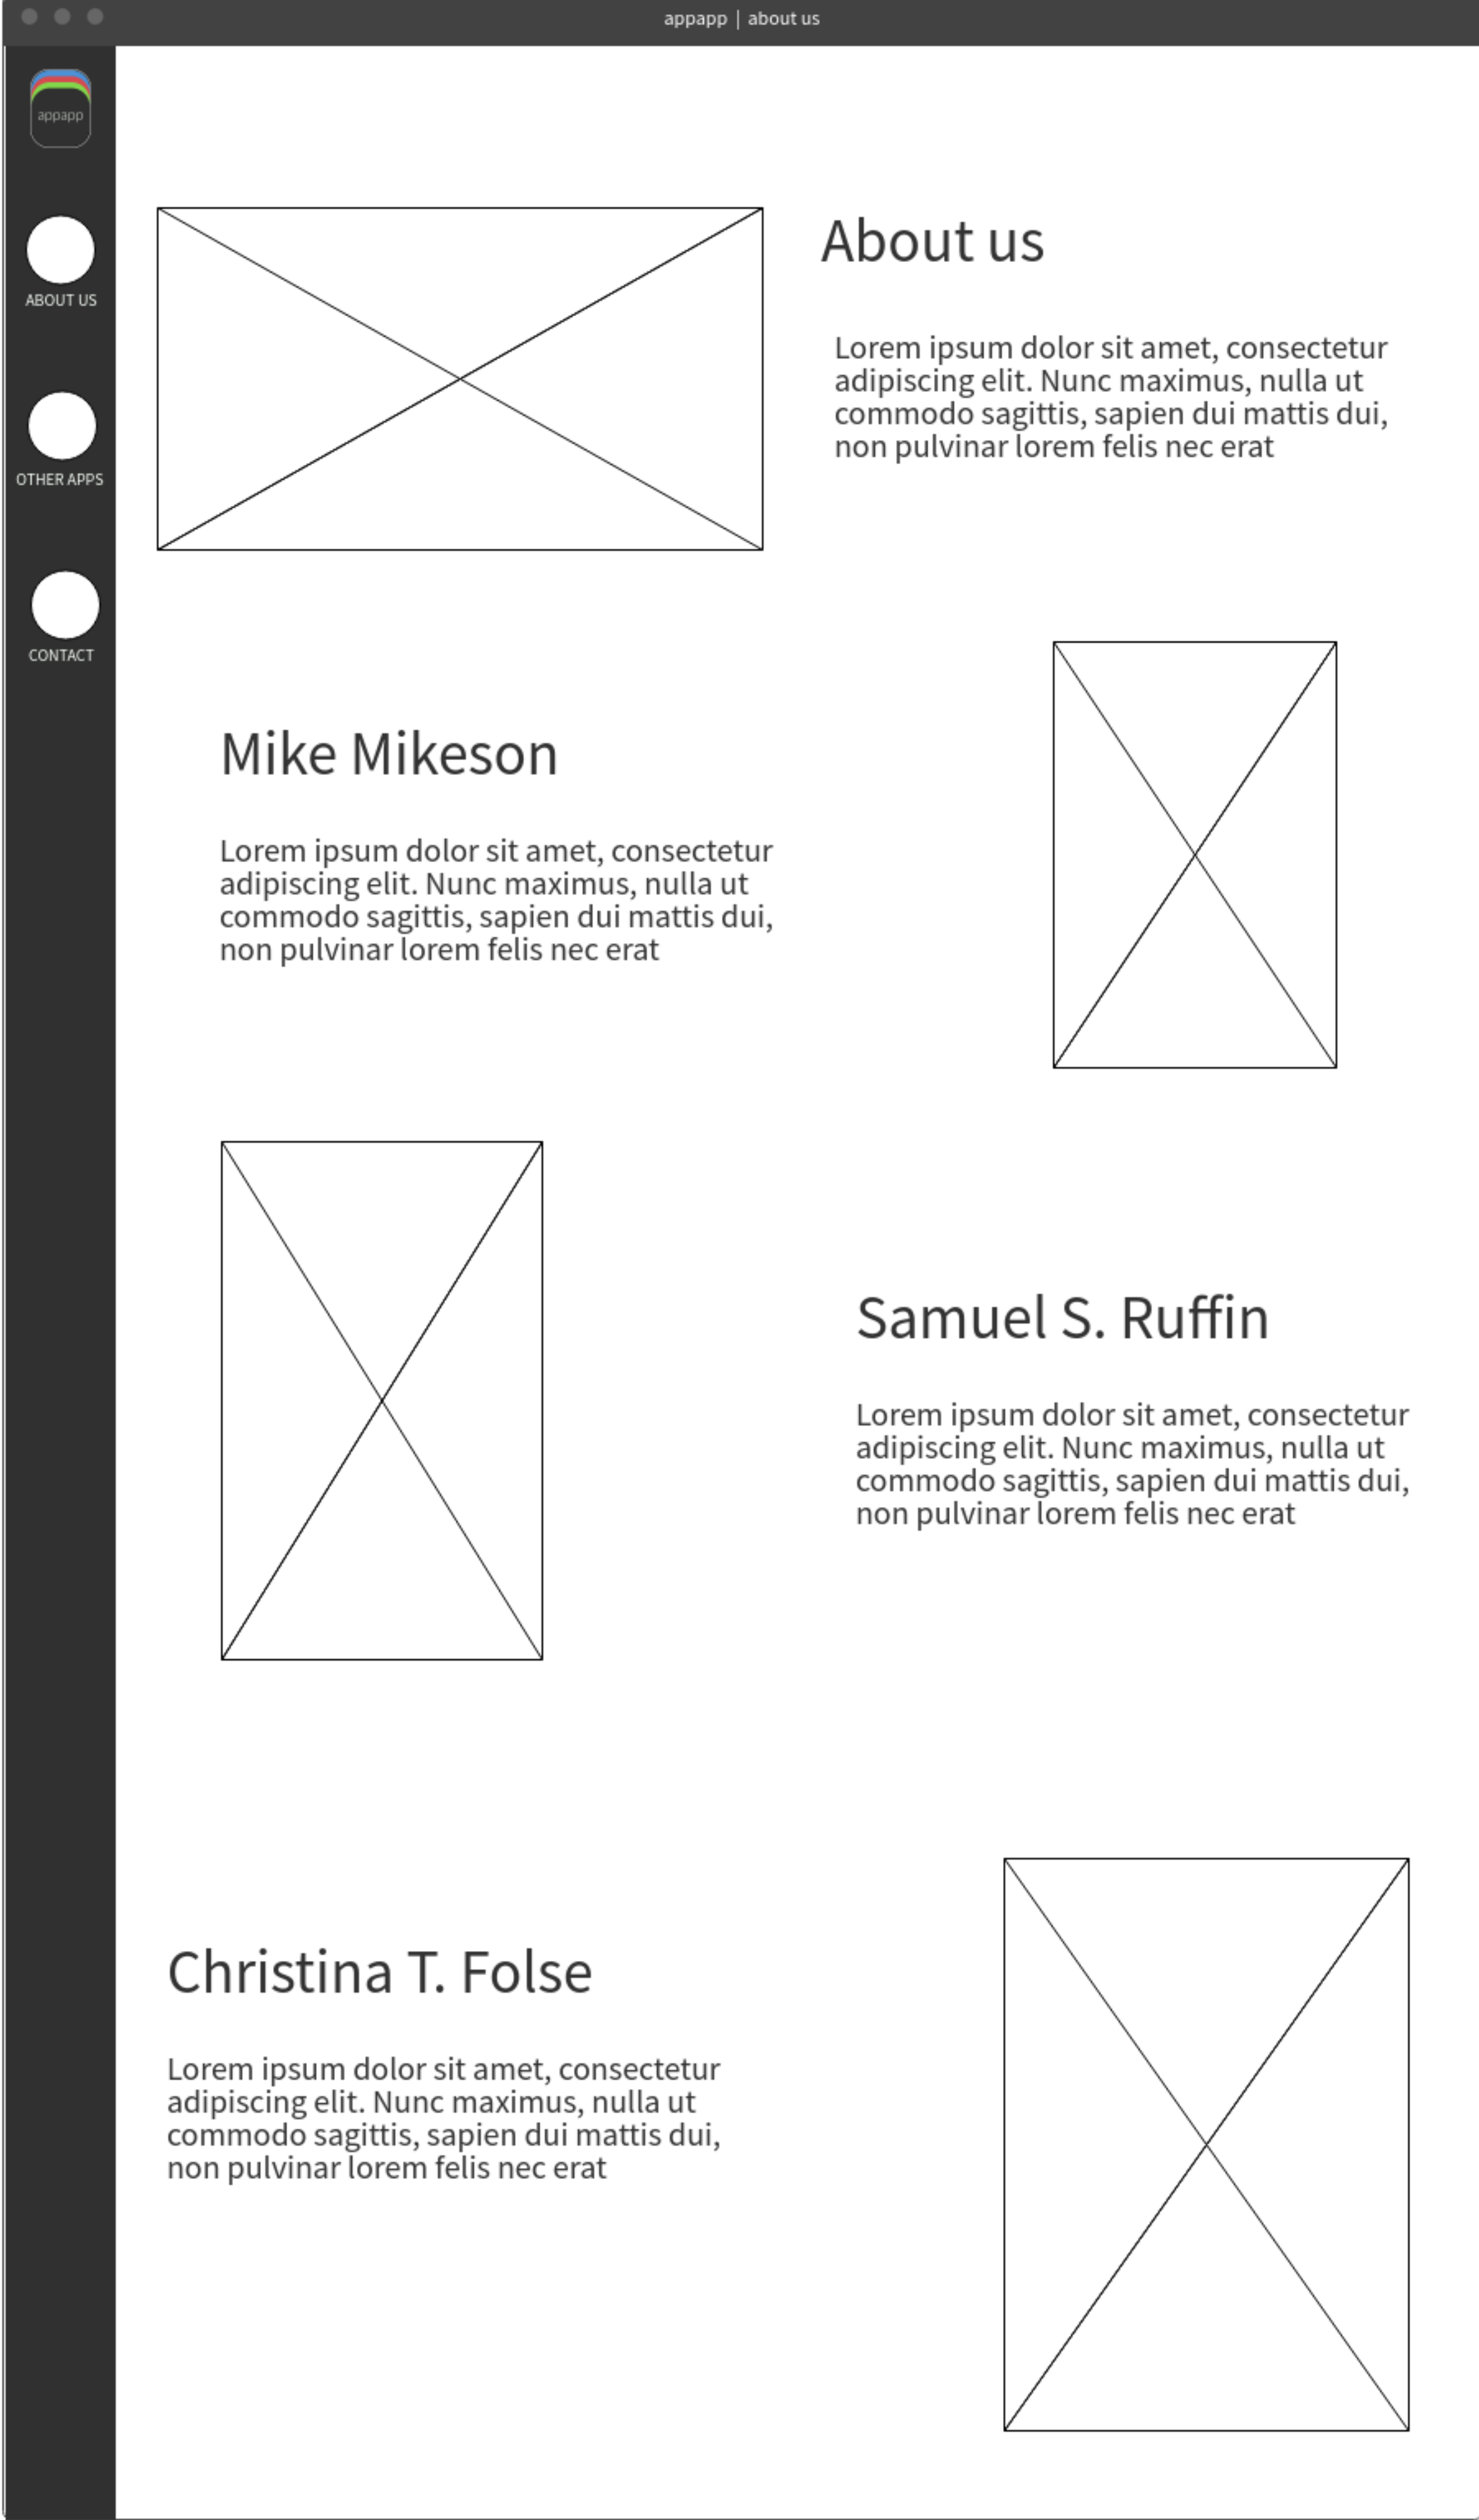 appapp | about us
appapp
ABOUT US
OTHER APPS
CONTACT
About us
Lorem ipsum dolor sit amet, consectetur
adipiscing elit. Nunc maximus, nulla ut
commodo sagittis, sapien dui mattis dui,
non pulvinar lorem felis nec erat
Mike Mikeson
Lorem ipsum dolor sit amet, consectetur
adipiscing elit. Nunc maximus, nulla ut
commodo sagittis, sapien dui mattis dui,
non pulvinar lorem felis nec erat
Samuel S. Ruffin
Lorem ipsum dolor sit amet, consectetur
adipiscing elit. Nunc maximus, nulla ut
commodo sagittis, sapien dui mattis dui,
non pulvinar lorem felis nec erat
Christina T. Folse
Lorem ipsum dolor sit amet, consectetur
adipiscing elit. Nunc maximus, nulla ut
commodo sagittis, sapien dui mattis dui,
non pulvinar lorem felis nec erat